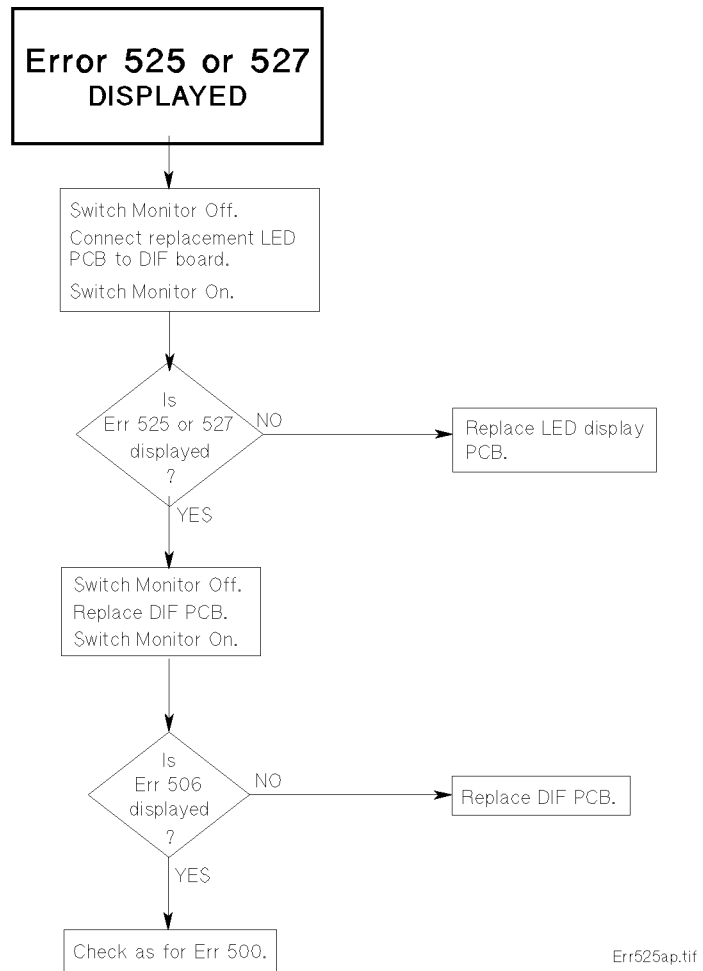 Error 525 or 527
DISPLAYED
Switch Monitor Off.
Connect replacement LED
PCB to DIF board.
Switch Monitor On.
Is
Err 525 or 527
displayed
?
NO
Replace LED display
PCB.
YES
Switch Monitor Off.
Replace DIF PCB.
Switch Monitor On.
Is
Err 506
displayed
?
NO
Replace DIF PCB.
YES
Check as for Err 500.
Err525ap.tif